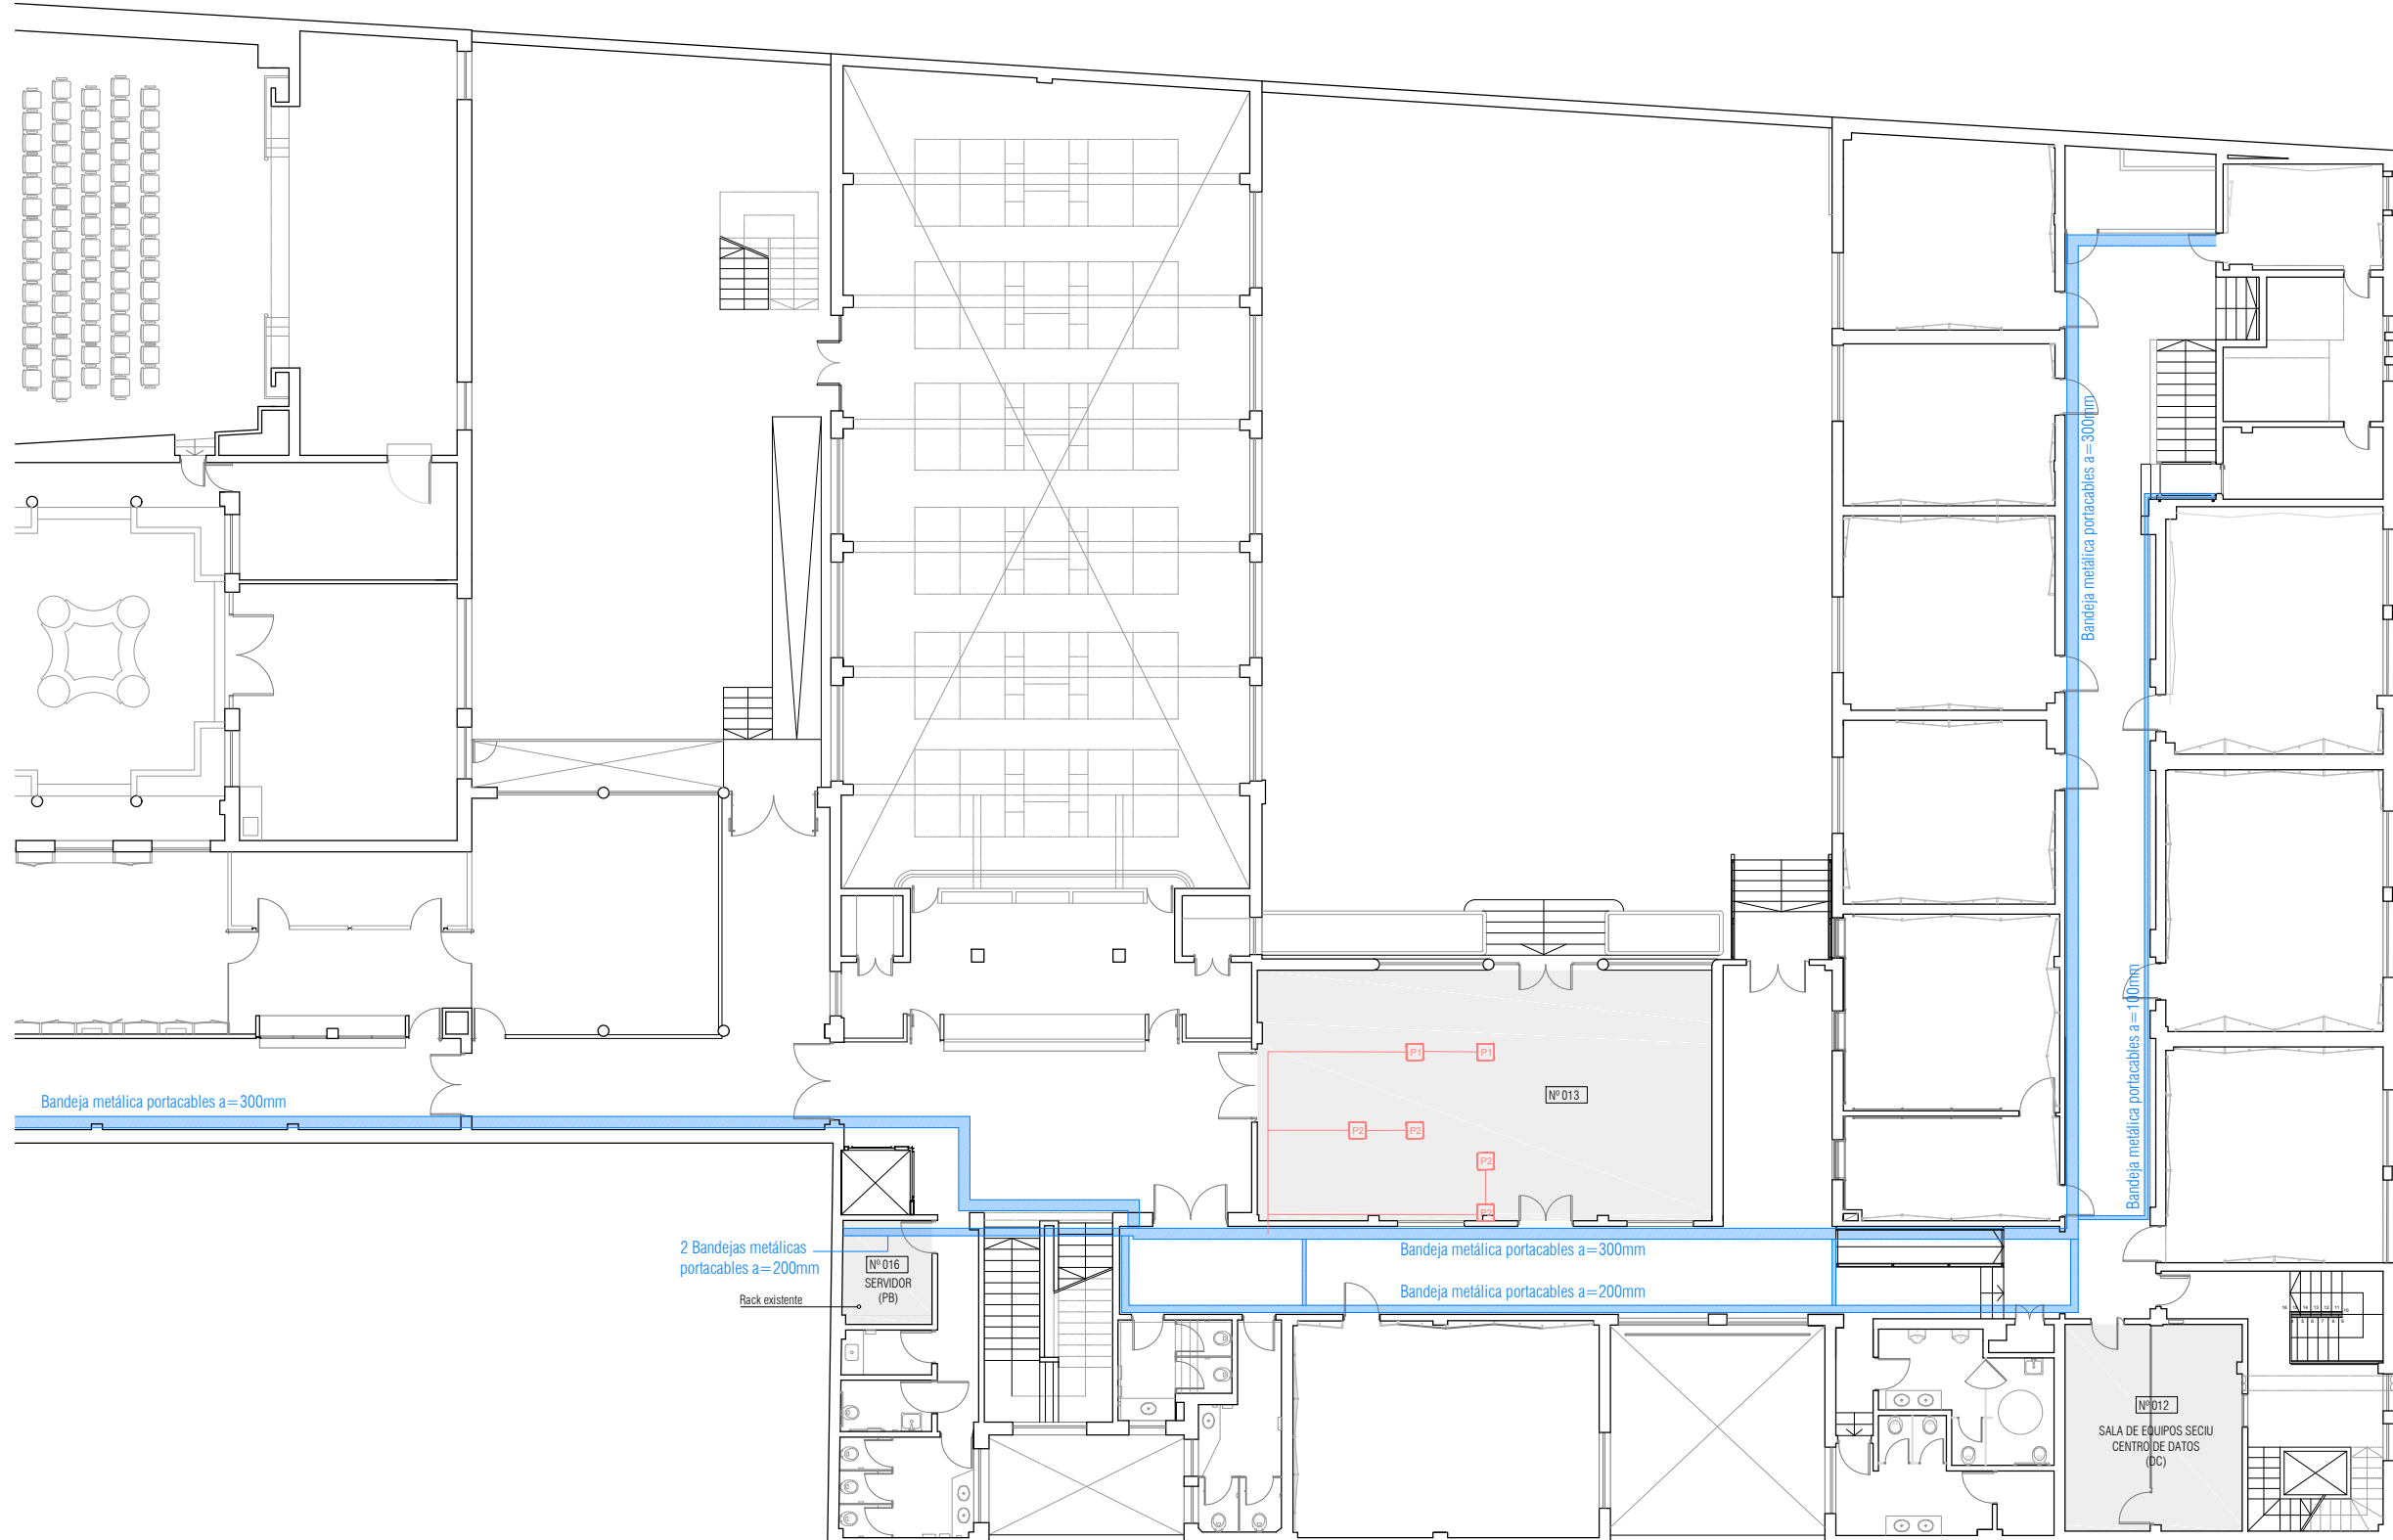 Bandeja metálica portacables a=300mm
Bandeja metálica portacables a=100mm
P1
P1
Nº 013
Bandeja metálica portacables a=300mm
P2
P2
P2
P2
2 Bandejas metálicas
portacables a=200mm
Bandeja metálica portacables a=300mm
Nº 016
SERVIDOR
(PB)
Rack existente
Bandeja metálica portacables a=200mm
Nº 012
SALA DE EQUIPOS SECIU
CENTRO DE DATOS
(DC)